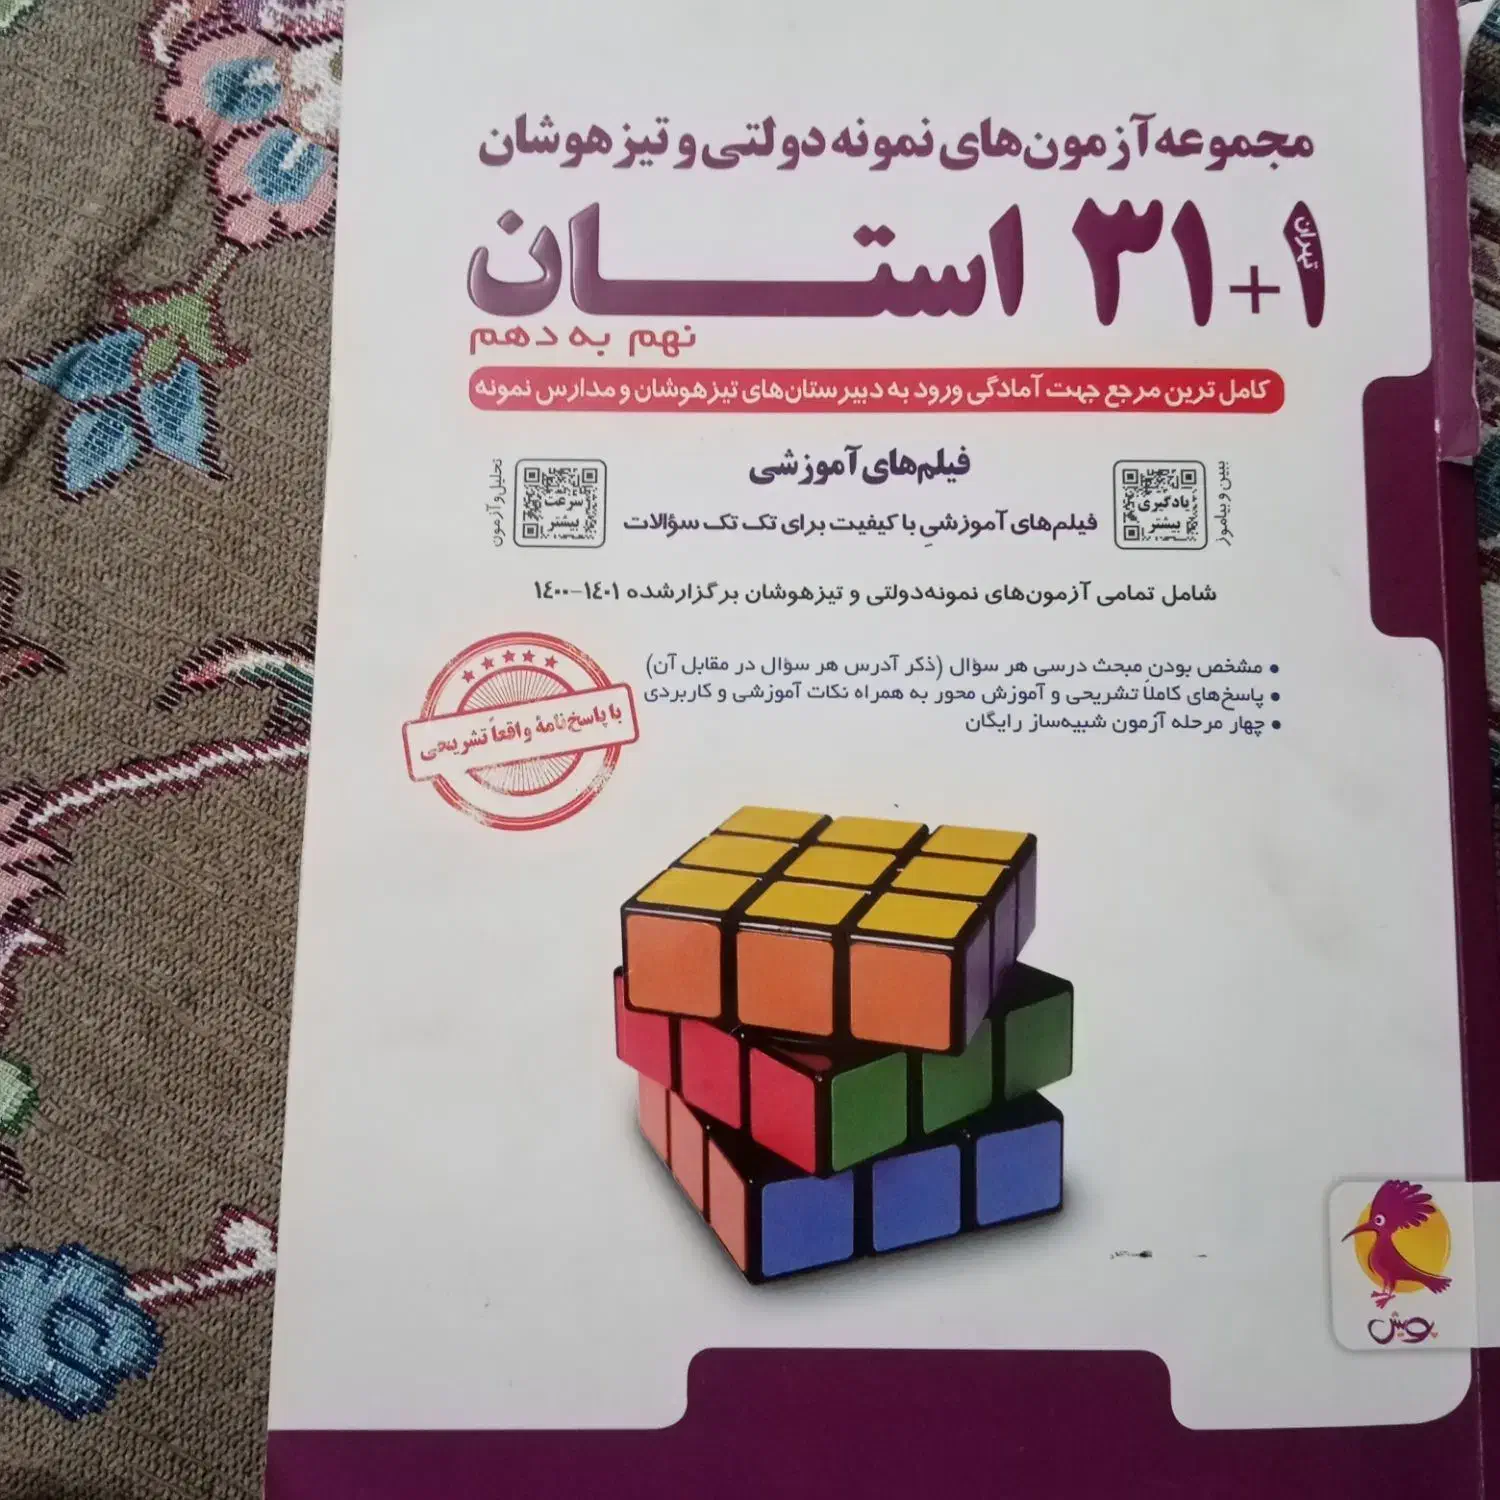 مجموعه آزمون‌های نمونه دولتی و تیزهوشان
۱+۳۱ استان
تهران
نهم به دهم
کامل ترین مرجع جهت آمادگی ورود به دبیرستان‌های تیزهوشان و مدارس نمونه
فیلم‌های آموزشی
فیلم‌های آموزشیِ با کیفیت برای تک تک سؤالات
ببین و بیاموز
یادگیری بیشتر
تحلیل و آزمون
سرعت بیشتر
شامل تمامی آزمون‌های نمونه‌دولتی و تیزهوشان برگزارشده ۱۴۰۱-۱۴۰۰
• مشخص بودن مبحث درسی هر سؤال (ذکر آدرس هر سؤال در مقابل آن)
• پاسخ‌های کاملاً تشریحی و آموزش محور به همراه نکات آموزشی و کاربردی
• چهار مرحله آزمون شبیه‌ساز رایگان
با پاسخ‌نامهٔ واقعاً تشریحی
پویش